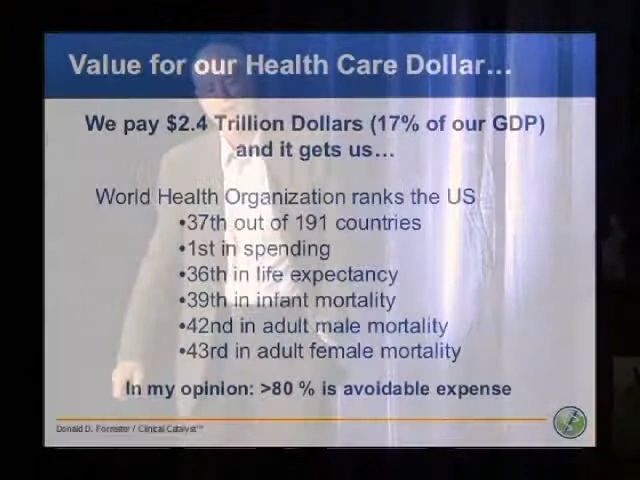 Value for our Health Care Dollar…
We pay $2.4 Trillion Dollars (17% of our GDP)
and it gets us…
World Health Organization ranks the US
•37th out of 191 countries
•1st in spending
•36th in life expectancy
•39th in infant mortality
•42nd in adult male mortality
•43rd in adult female mortality
In my opinion: >80 % is avoidable expense
Donald D. Forrester / Clinical Catalyst™